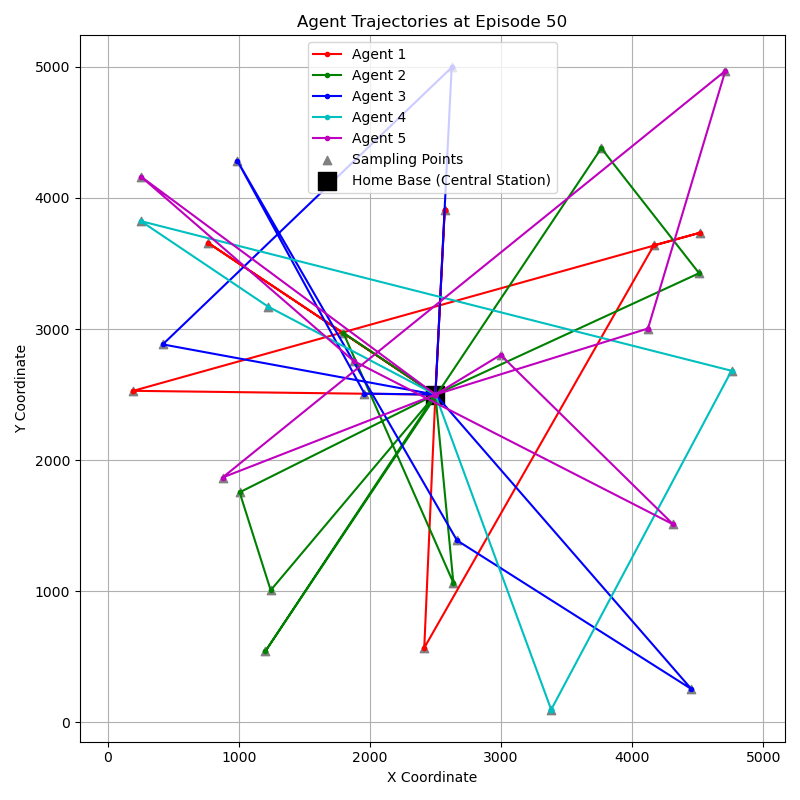 Agent Trajectories at Episode 50
Agent 1
Agent 2
Agent 3
Agent 4
Agent 5
Sampling Points
Home Base (Central Station)
5000
4000
3000
2000
1000
0
Y Coordinate
0 1000 2000 3000 4000 5000
X Coordinate